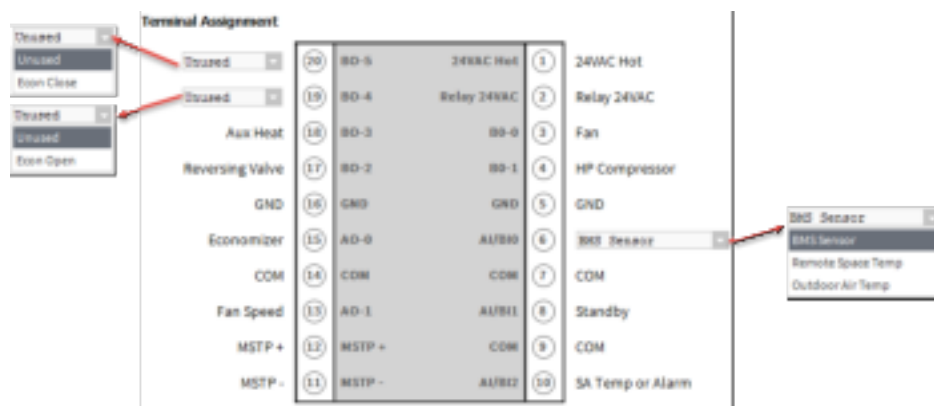 Terminal Assignment
Unused
Unused
Econ Close
Unused
Unused
Econ Open
Unused 20 BO-5 24VAC Hot 1 24VAC Hot
Unused 19 BO-4 Relay 24VAC 2 Relay 24VAC
Aux Heat 18 BO-3 BO-0 3 Fan
Reversing Valve 17 BO-2 BO-1 4 HP Compressor
GND 16 GND GND 5 GND
Economizer 15 AO-0 AI/BI0 6 BMS Sensor
COM 14 COM COM 7 COM
Fan Speed 13 AO-1 AI/BI1 8 Standby
MSTP + 12 MSTP + COM 9 COM
MSTP - 11 MSTP - AI/BI2 10 SA Temp or Alarm
BMS Sensor
BMS Sensor
Remote Space Temp
Outdoor Air Temp